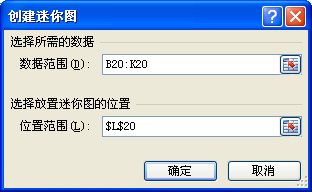 创建迷你图
选择所需的数据
数据范围(D): B20:K20
选择放置迷你图的位置
位置范围(L): $L$20
确定 取消